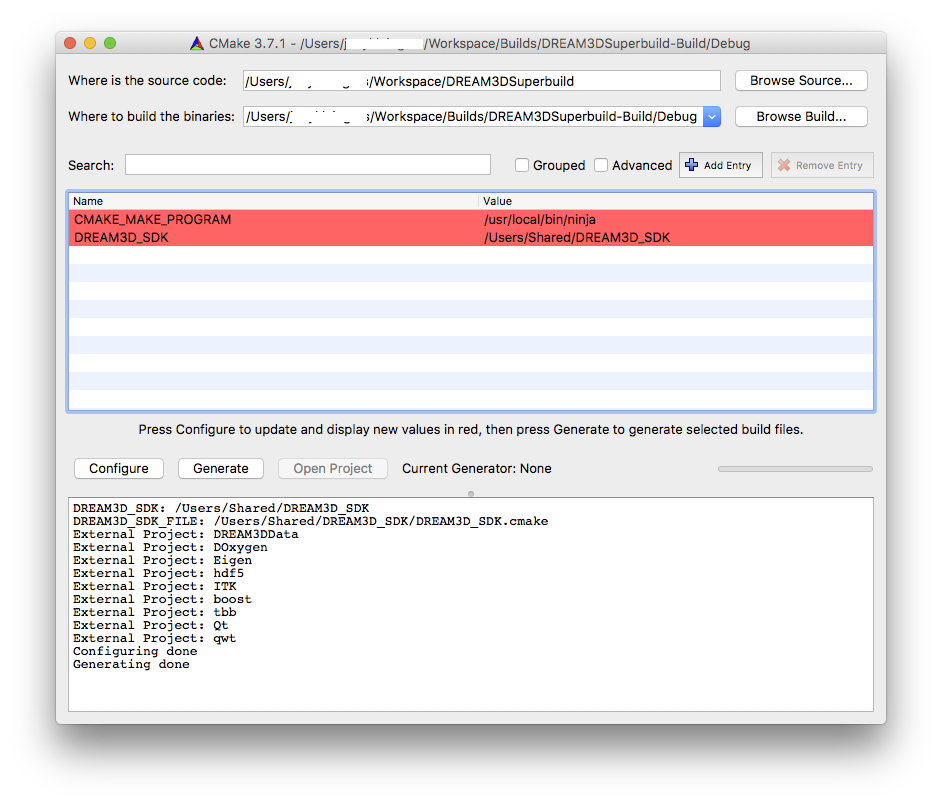 CMake 3.7.1 - /Users/ /Workspace/Builds/DREAM3DSuperbuild-Build/Debug
Where is the source code: /Users/ /Workspace/DREAM3DSuperbuild Browse Source...
Where to build the binaries: /Users/ /Workspace/Builds/DREAM3DSuperbuild-Build/Debug Browse Build...
Search: Grouped Advanced Add Entry Remove Entry
Name Value
CMAKE_MAKE_PROGRAM /usr/local/bin/ninja
DREAM3D_SDK /Users/Shared/DREAM3D_SDK
Press Configure to update and display new values in red, then press Generate to generate selected build files.
Configure Generate Open Project Current Generator: None
DREAM3D_SDK: /Users/Shared/DREAM3D_SDK
DREAM3D_SDK_FILE: /Users/Shared/DREAM3D_SDK/DREAM3D_SDK.cmake
External Project: DREAM3DData
External Project: DOxygen
External Project: Eigen
External Project: hdf5
External Project: ITK
External Project: boost
External Project: tbb
External Project: Qt
External Project: qwt
Configuring done
Generating done